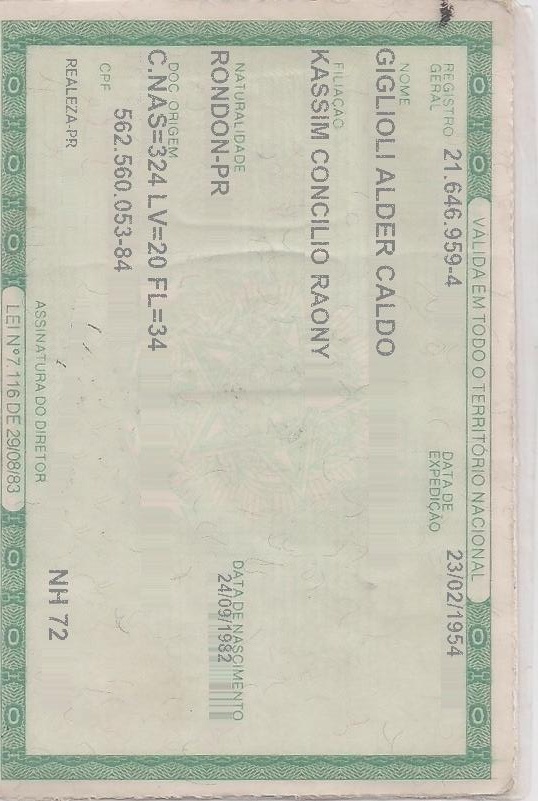 VÁLIDA EM TODO O TERRITÓRIO NACIONAL
REGISTRO GERAL 21.646.959-4 DATA DE EXPEDIÇÃO 23/02/1954
NOME
GIGLIOLI ALDER CALDO
FILIAÇÃO
KASSIM CONCILIO RAONY
NATURALIDADE DATA DE NASCIMENTO
RONDON-PR 24/09/1982
DOC. ORIGEM
C.NAS=324 LV=20 FL=34
CPF 562.560.053-84
REALEZA-PR NH 72
ASSINATURA DO DIRETOR
LEI Nº 7.116 DE 29/08/83